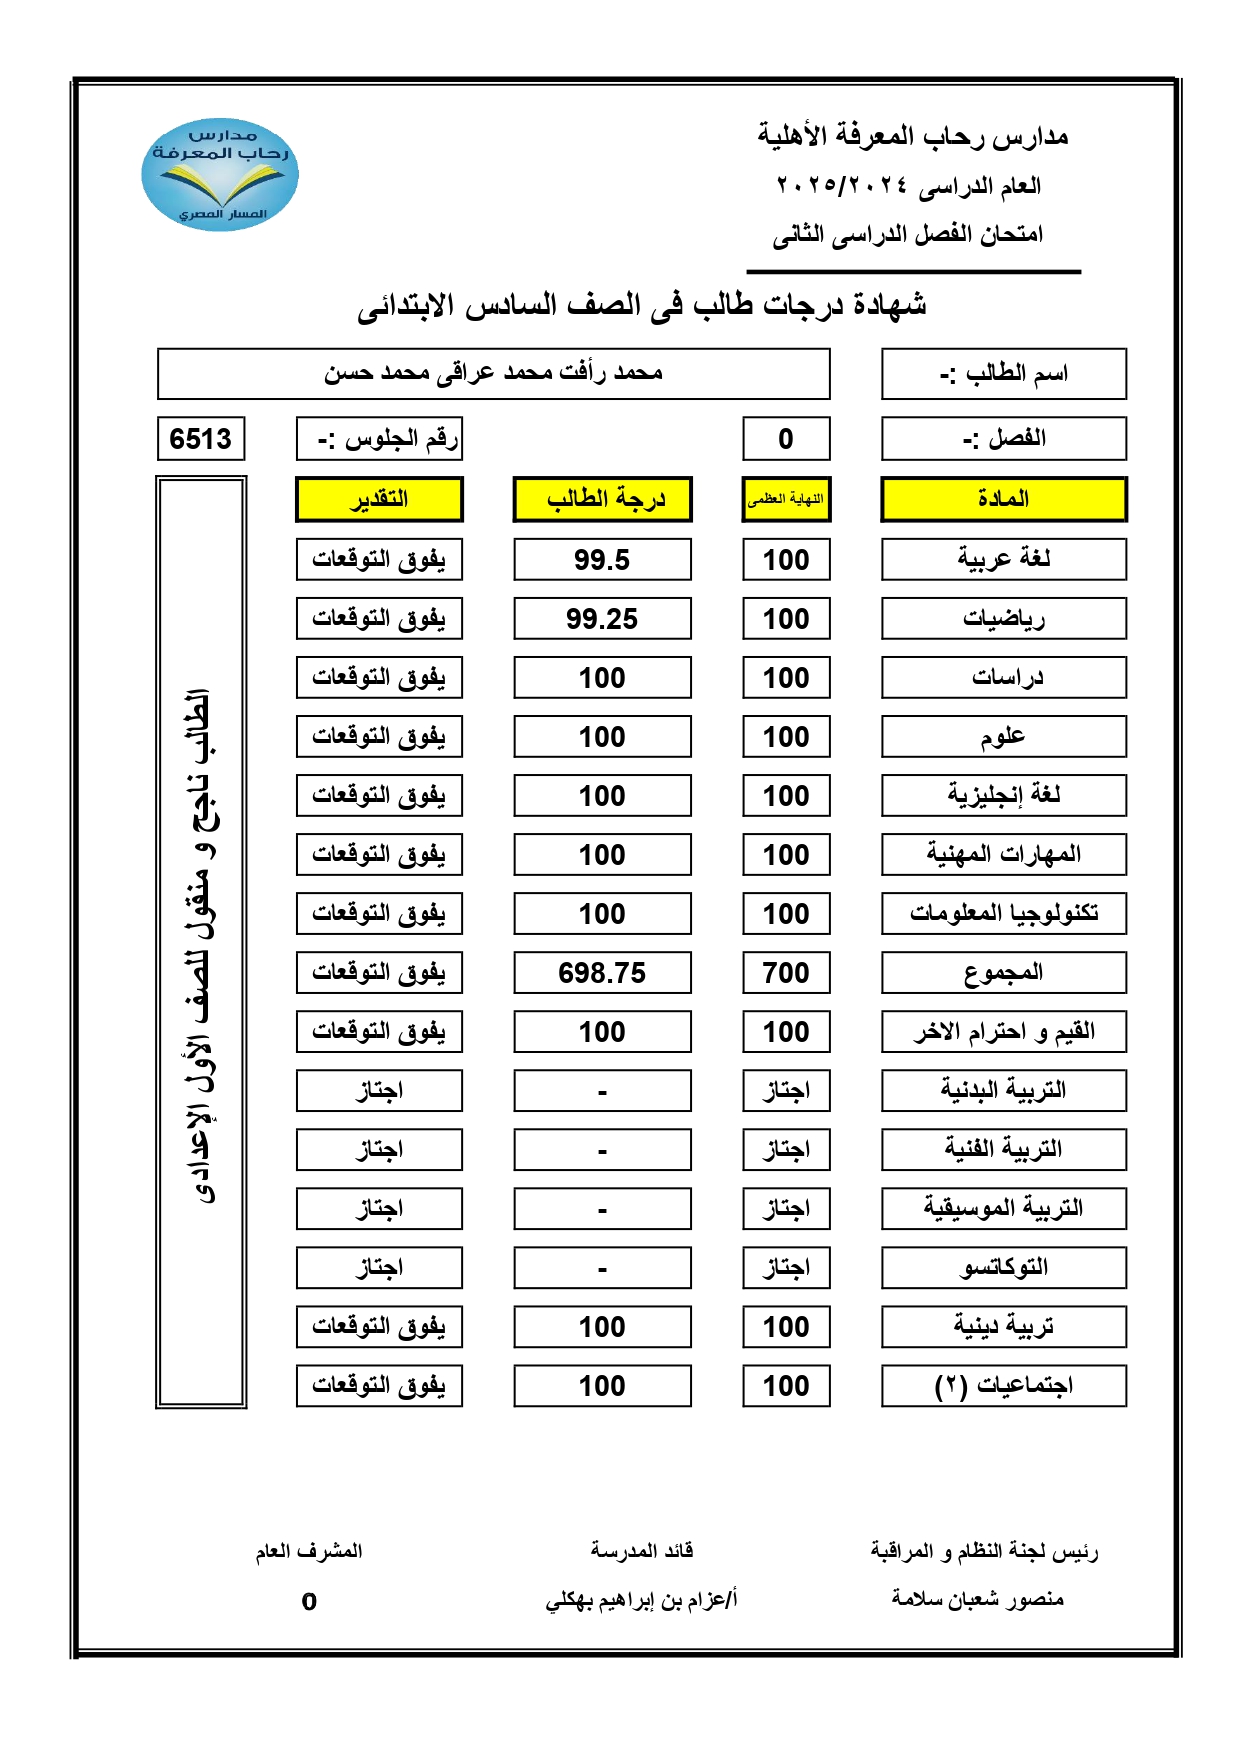 مدارس رحاب المعرفة الأهلية
العام الدراسى ٢٠٢٥/٢٠٢٤
امتحان الفصل الدراسى الثانى
مدارس
رحاب المعرفة
المسار المصري
شهادة درجات طالب فى الصف السادس الابتدائى
اسم الطالب :- محمد رأفت محمد عراقى محمد حسن
الفصل :- 0 رقم الجلوس :- 6513
المادة النهاية العظمى درجة الطالب التقدير
لغة عربية 100 99.5 يفوق التوقعات
رياضيات 100 99.25 يفوق التوقعات
دراسات 100 100 يفوق التوقعات
علوم 100 100 يفوق التوقعات
لغة إنجليزية 100 100 يفوق التوقعات
المهارات المهنية 100 100 يفوق التوقعات
تكنولوجيا المعلومات 100 100 يفوق التوقعات
المجموع 700 698.75 يفوق التوقعات
القيم و احترام الاخر 100 100 يفوق التوقعات
التربية البدنية اجتاز - اجتاز
التربية الفنية اجتاز - اجتاز
التربية الموسيقية اجتاز - اجتاز
التوكاتسو اجتاز - اجتاز
تربية دينية 100 100 يفوق التوقعات
اجتماعيات (٢) 100 100 يفوق التوقعات
الطالب ناجح و منقول للصف الأول الإعدادى
رئيس لجنة النظام و المراقبة قائد المدرسة المشرف العام
منصور شعبان سلامة أ/عزام بن إبراهيم بهكلي 0